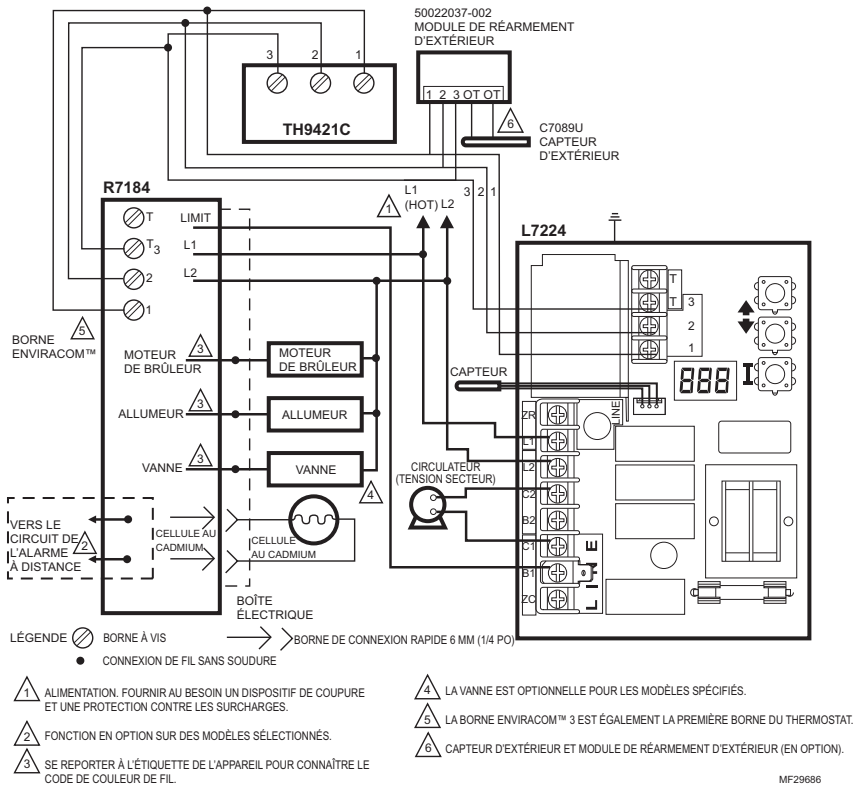 50022037-002
MODULE DE RÉARMEMENT
D'EXTÉRIEUR
3 2 1
TH9421C
1 2 3 OT OT
6
C7089U
CAPTEUR
D'EXTÉRIEUR
R7184
1
L1
(HOT)
L2
3 2 1
L7224
T
LIMIT
T3
L1
2
L2
1
T
T
3
2
1
BORNE
ENVIRACOM™
5
MOTEUR
DE BRÛLEUR
3
MOTEUR
DE BRÛLEUR
ALLUMEUR
3
ALLUMEUR
VANNE
3
VANNE
4
CAPTEUR
888
LINE
ZR
L1
L2
C2
B2
C1
B1
ZC
LINE
CIRCULATEUR
(TENSION SECTEUR)
VERS LE
CIRCUIT DE
L'ALARME
À DISTANCE
2
CELLULE AU
CADMIUM
CELLULE
AU CADMIUM
BOÎTE
ÉLECTRIQUE
LÉGENDE
BORNE À VIS
BORNE DE CONNEXION RAPIDE 6 MM (1/4 PO)
CONNEXION DE FIL SANS SOUDURE
1 ALIMENTATION. FOURNIR AU BESOIN UN DISPOSITIF DE COUPURE
ET UNE PROTECTION CONTRE LES SURCHARGES.
2 FONCTION EN OPTION SUR DES MODÈLES SÉLECTIONNÉS.
3 SE REPORTER À L'ÉTIQUETTE DE L'APPAREIL POUR CONNAÎTRE LE
CODE DE COULEUR DE FIL.
4 LA VANNE EST OPTIONNELLE POUR LES MODÈLES SPÉCIFIÉS.
5 LA BORNE ENVIRACOM™ 3 EST ÉGALEMENT LA PREMIÈRE BORNE DU THERMOSTAT.
6 CAPTEUR D'EXTÉRIEUR ET MODULE DE RÉARMEMENT D'EXTÉRIEUR (EN OPTION).
MF29686